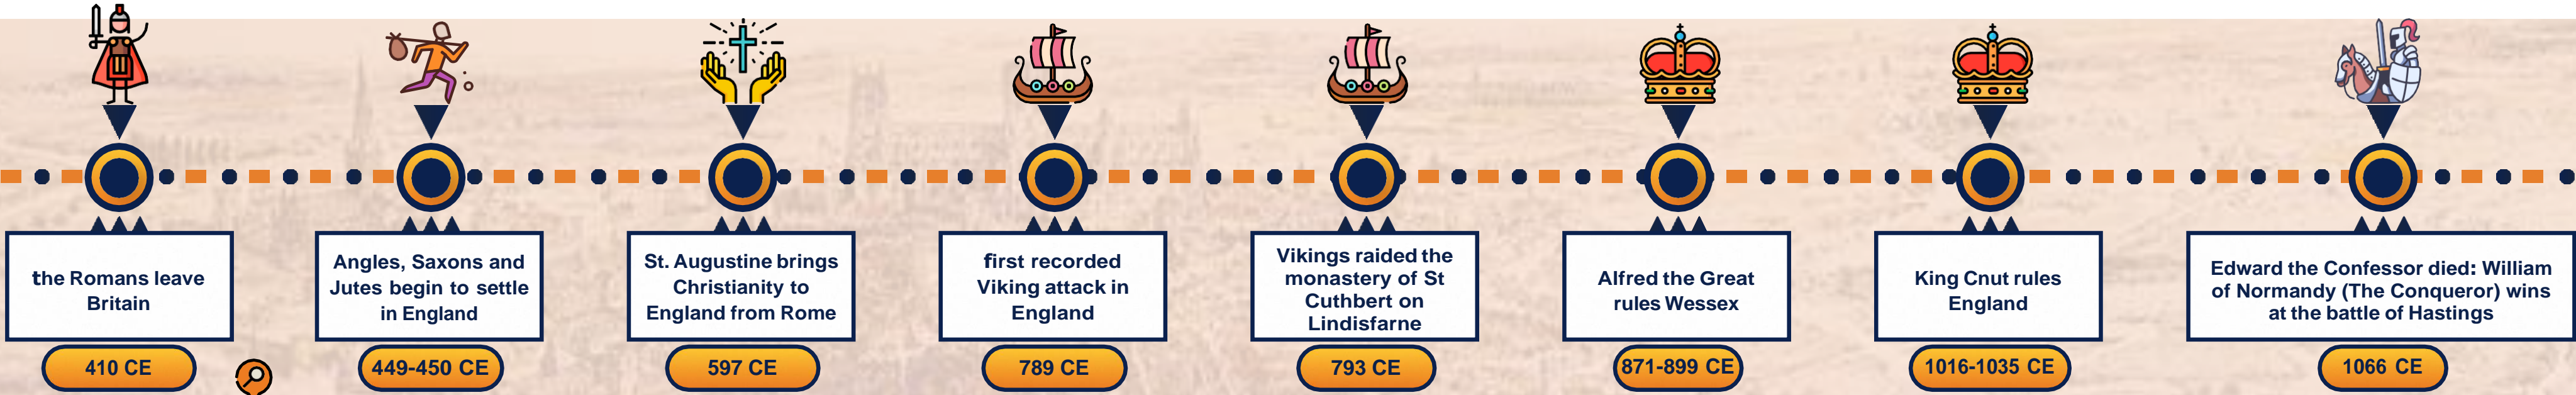 the Romans leave
Britain
410 CE
Angles, Saxons and
Jutes begin to settle
in England
449-450 CE
St. Augustine brings
Christianity to
England from Rome
597 CE
first recorded
Viking attack in
England
789 CE
Vikings raided the
monastery of St
Cuthbert on
Lindisfarne
793 CE
Alfred the Great
rules Wessex
871-899 CE
King Cnut rules
England
1016-1035 CE
Edward the Confessor died: William
of Normandy (The Conqueror) wins
at the battle of Hastings
1066 CE